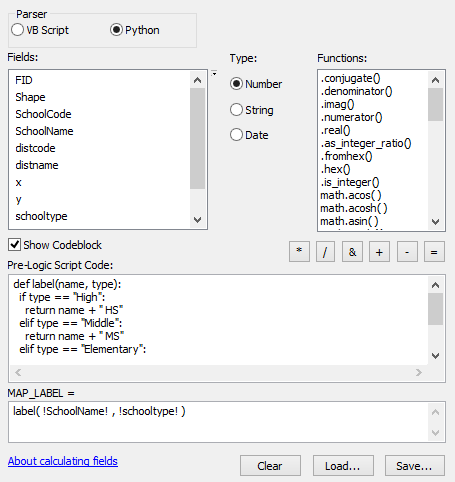 Parser
VB Script
Python
Fields:
Type:
Functions:
FID
Shape
SchoolCode
SchoolName
distcode
distname
x
y
schooltype
Number
String
Date
.conjugate()
.denominator()
.imag()
.numerator()
.real()
.as_integer_ratio()
.fromhex()
.hex()
.is_integer()
math.acos( )
math.acosh( )
math.asin( )
Show Codeblock
* / & + - =
Pre-Logic Script Code:
def label(name, type):
if type == "High":
return name + " HS"
elif type == "Middle":
return name + " MS"
elif type == "Elementary":
MAP_LABEL =
label( !SchoolName! , !schooltype! )
About calculating fields
Clear
Load...
Save...